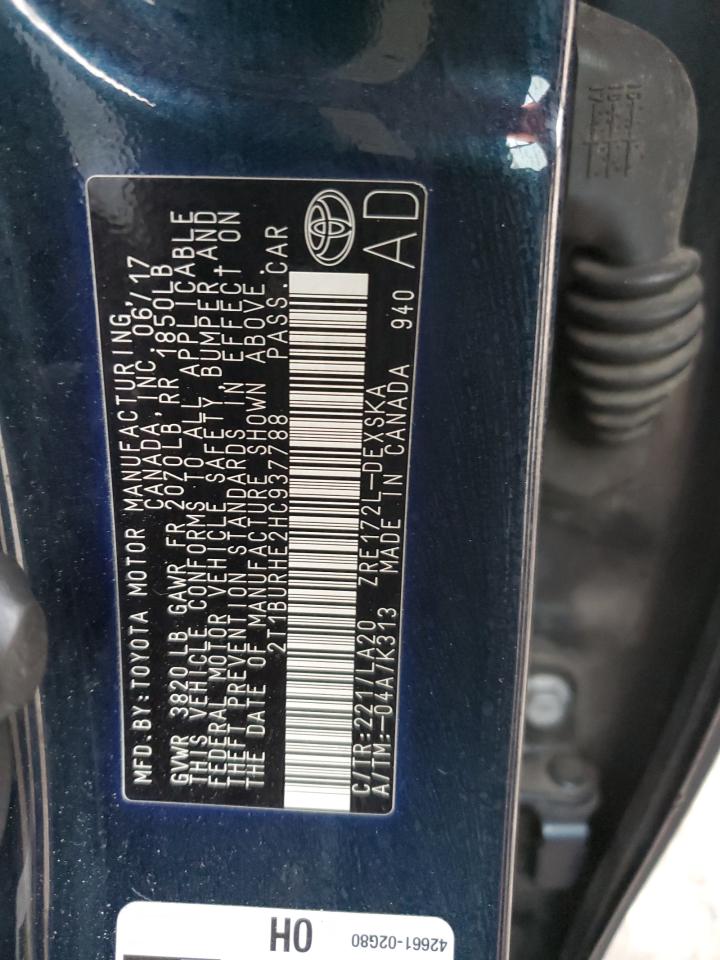 MFD.BY:TOYOTA MOTOR MANUFACTURING,
CANADA,INC. 06/17
GVWR 3820LB GAWR FR 2070LB,RR 1850LB
THIS VEHICLE CONFORMS TO ALL APPLICABLE
FEDERAL MOTOR VEHICLE SAFETY, BUMPER,AND
THEFT PREVENTION STANDARDS IN EFFECT ON
THE DATE OF MANUFACTURE SHOWN ABOVE.
2T1BURHE2HC937788 PASS.CAR
C/TR:221/LA20 ZRE172L-DEXSKA 940
A/TM:-04A/K313 MADE IN CANADA
AD
0H
42661-02G80